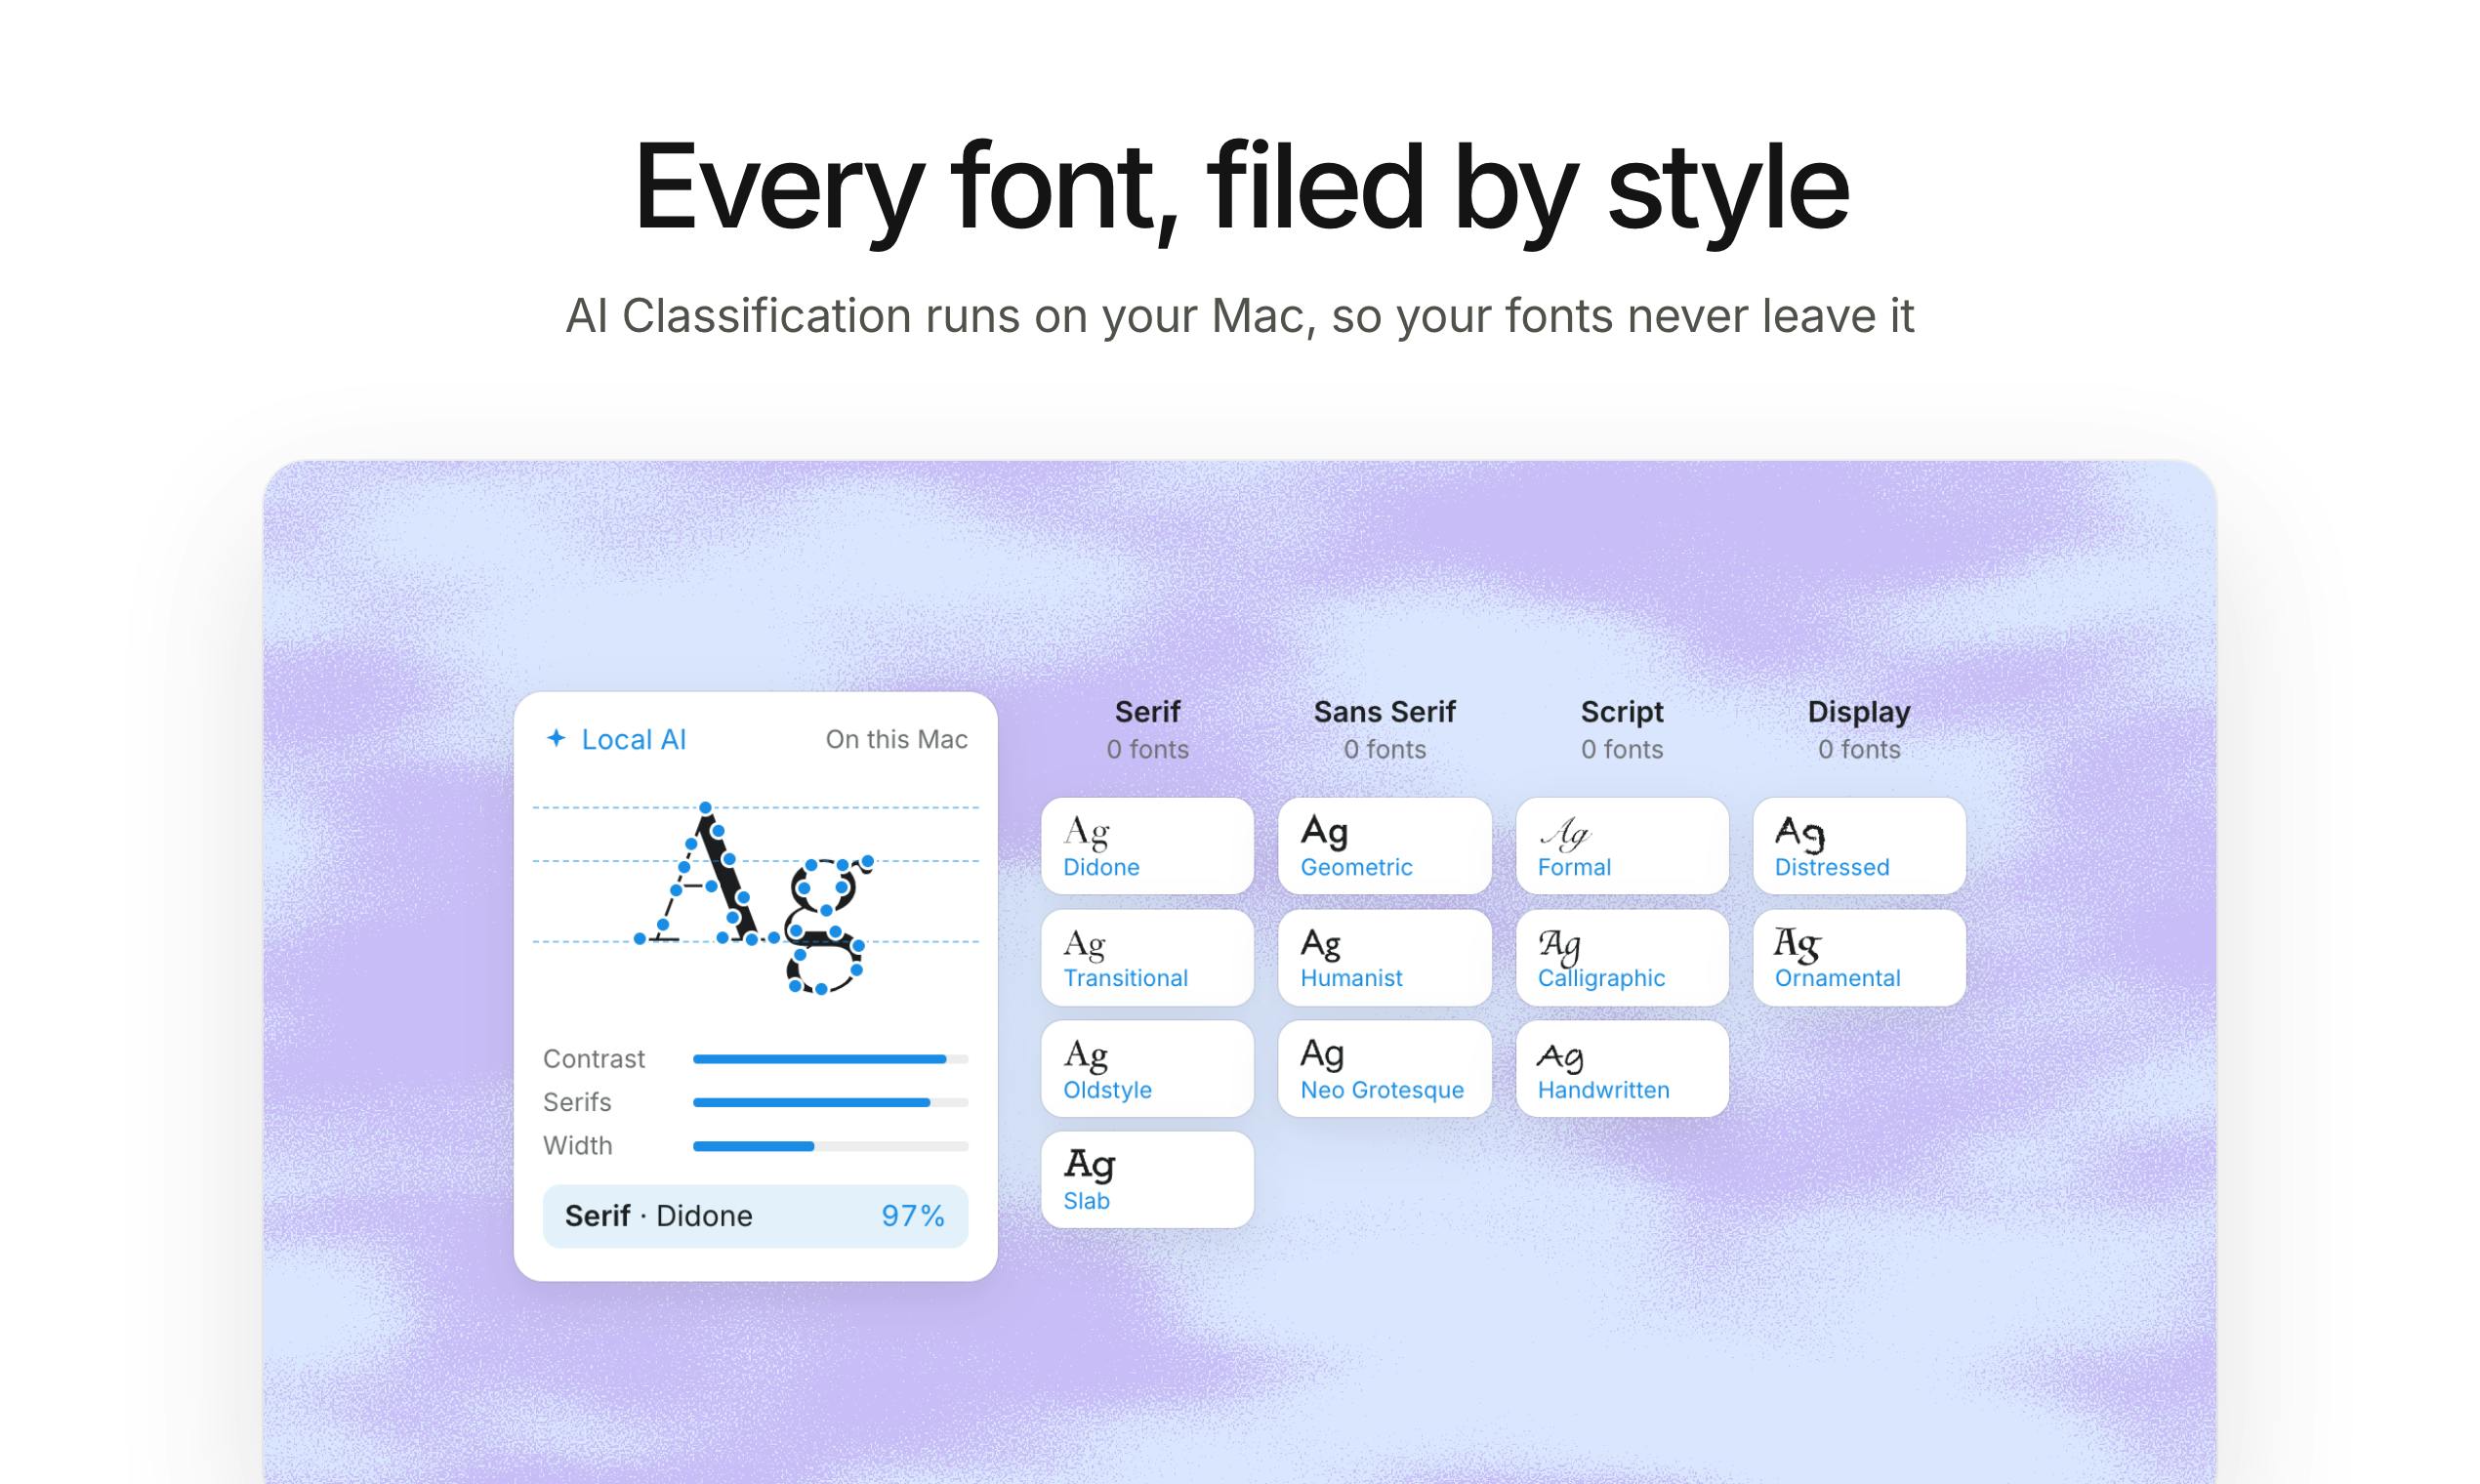 Every font, filed by style
AI Classification runs on your Mac, so your fonts never leave it
Local AI
On this Mac
Ag
Contrast
Serifs
Width
Serif · Didone 97%
Serif
0 fonts
Ag
Didone
Ag
Transitional
Ag
Oldstyle
Ag
Slab
Sans Serif
0 fonts
Ag
Geometric
Ag
Humanist
Ag
Neo Grotesque
Script
0 fonts
Ag
Formal
Ag
Calligraphic
Ag
Handwritten
Display
0 fonts
Ag
Distressed
Ag
Ornamental